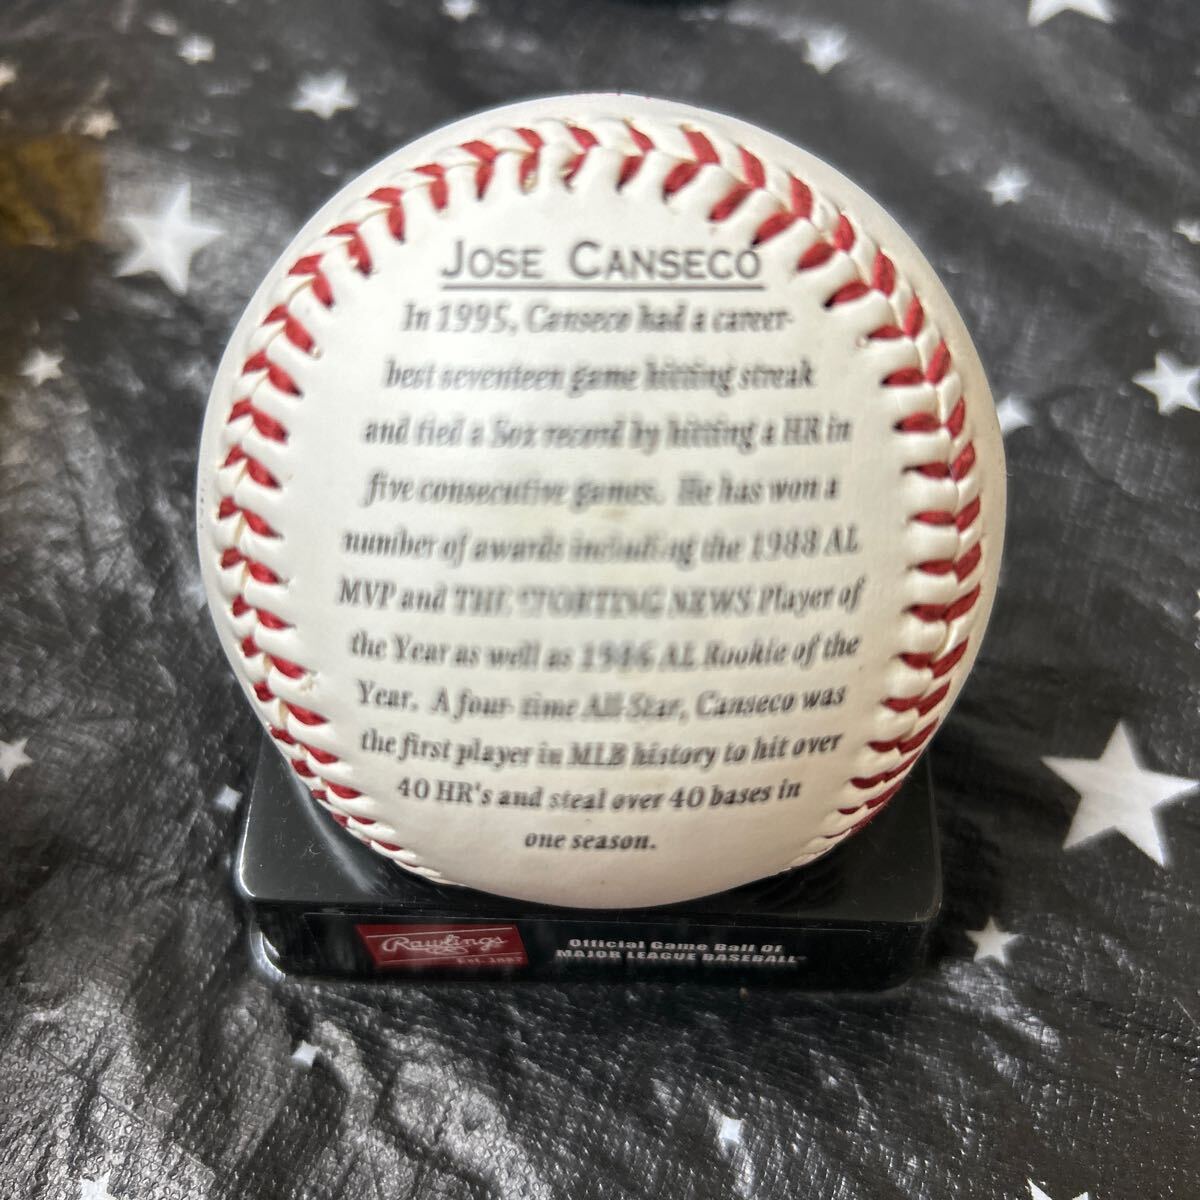 JOSE CANSECO
In 1995, Canseco had a career-
best seventeen game hitting streak
and tied a Sox record by hitting a HR in
five consecutive games. He has won a
number of awards including the 1988 AL
MVP and THE SPORTING NEWS Player of
the Year as well as 1986 AL Rookie of the
Year. A four-time All-Star, Canseco was
the first player in MLB history to hit over
40 HR's and steal over 40 bases in
one season.
Rawlings
Est. 1887
Official Game Ball of
MAJOR LEAGUE BASEBALL™